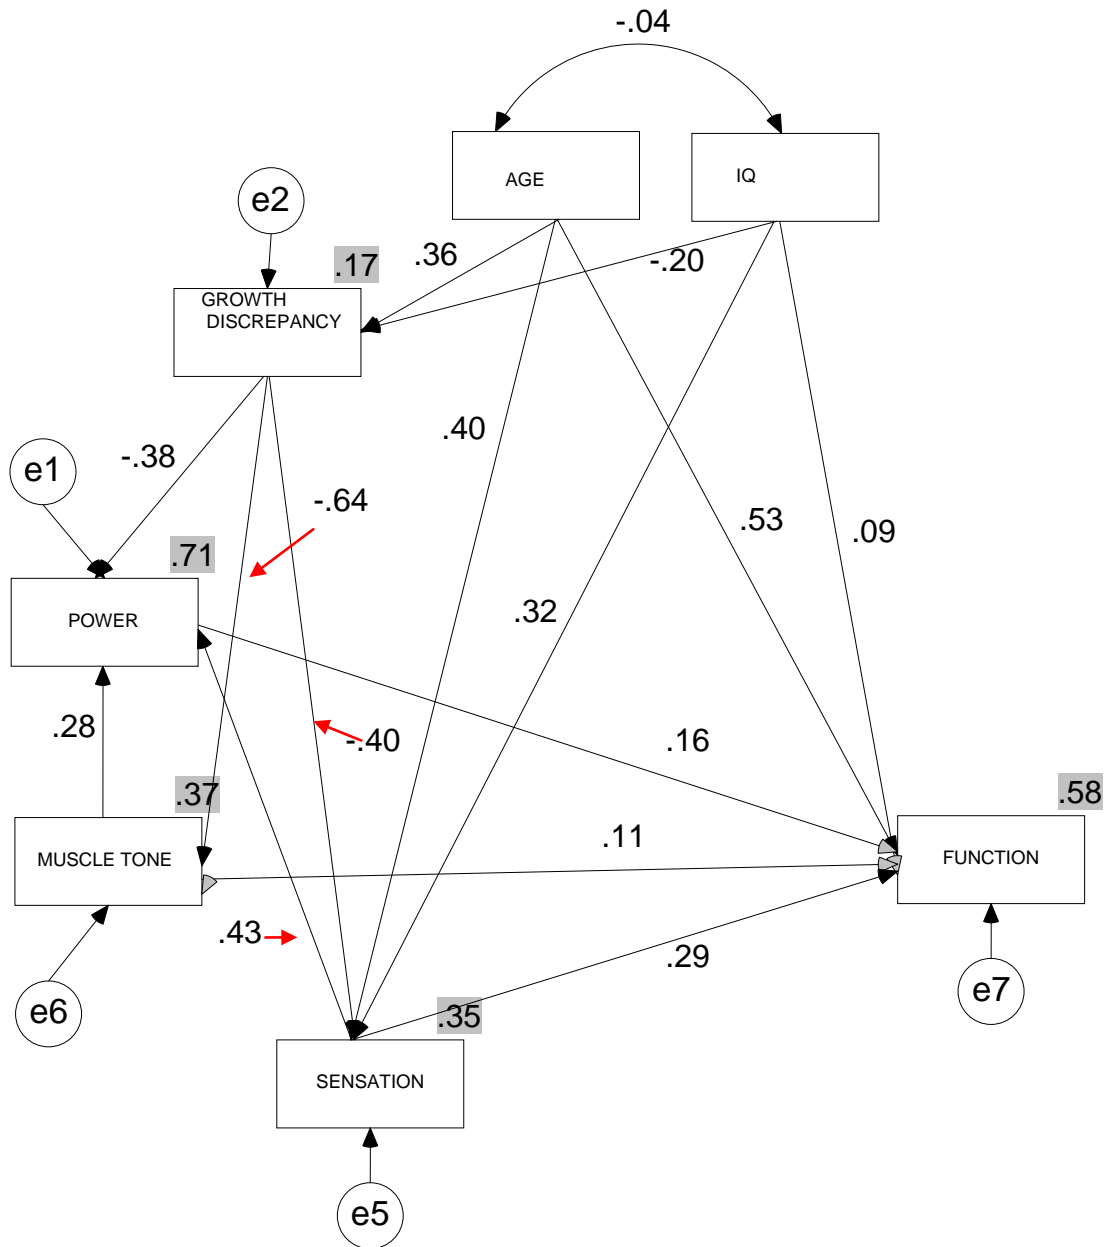 -.04
AGE
IQ
e2
.17
.36
-.20
GROWTH
DISCREPANCY
.40
-.38
e1
-.64
.53
.09
.71
POWER
.32
.28
-.40
.16
.37
.58
MUSCLE TONE
.11
FUNCTION
.43
.29
e6
.35
e7
SENSATION
e5